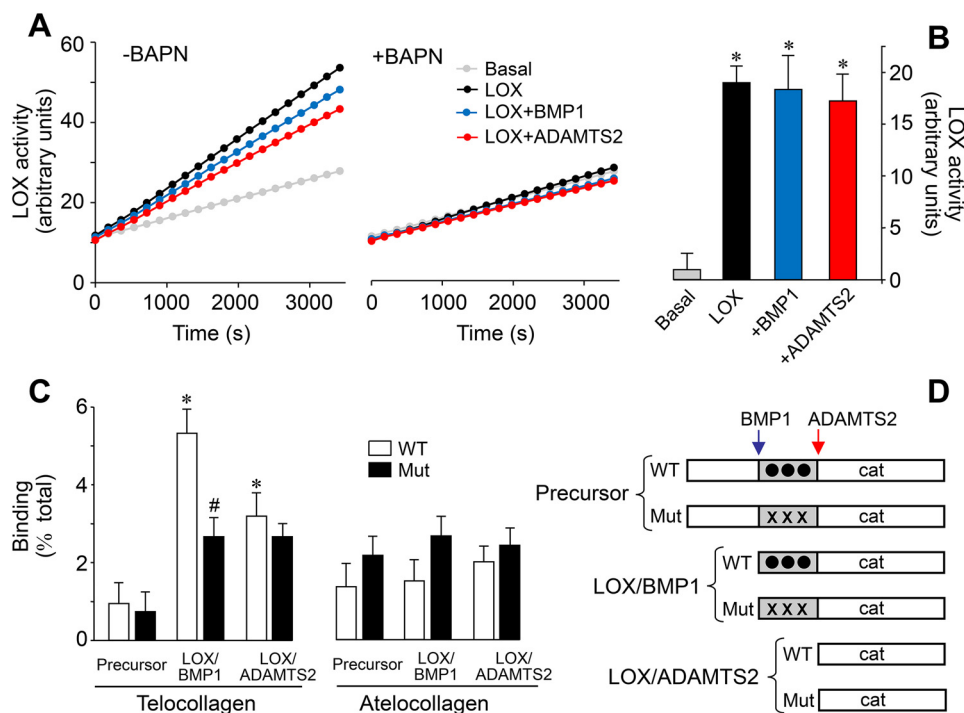 A
-BAPN
+BAPN
60
40
20
0
LOX activity
(arbitrary units)
0
1000
2000
3000
Time (s)
0
1000
2000
3000
Time (s)
Basal
LOX
LOX+BMP1
LOX+ADAMTS2
B
*
*
*
20
15
10
5
0
LOX activity
(arbitrary units)
Basal
LOX
+BMP1
+ADAMTS2
C
6
4
2
0
Binding
(% total)
*
#
*
WT
Mut
Precursor
LOX/
BMP1
LOX/
ADAMTS2
Telocollagen
Precursor
LOX/
BMP1
LOX/
ADAMTS2
Atelocollagen
D
BMP1
ADAMTS2
Precursor
WT
cat
Mut
X X X
cat
LOX/BMP1
WT
cat
Mut
X X X
cat
LOX/ADAMTS2
WT
cat
Mut
cat